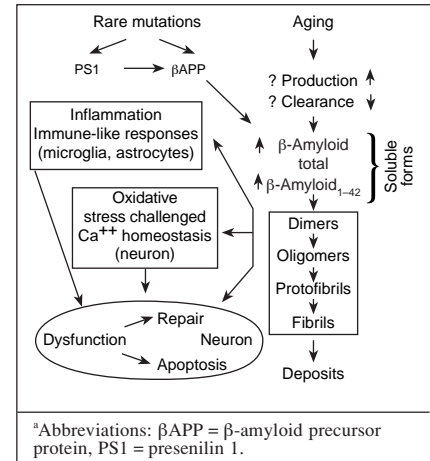 Rare mutations
PS1
βAPP
Aging
? Production
? Clearance
β-Amyloid
total
β-Amyloid1–42
Soluble
forms
Inflammation
Immune-like responses
(microglia, astrocytes)
Oxidative
stress challenged
Ca++ homeostasis
(neuron)
Dimers
Oligomers
Protofibrils
Fibrils
Deposits
Repair
Dysfunction
Neuron
Apoptosis
aAbbreviations: βAPP = β-amyloid precursor
protein, PS1 = presenilin 1.